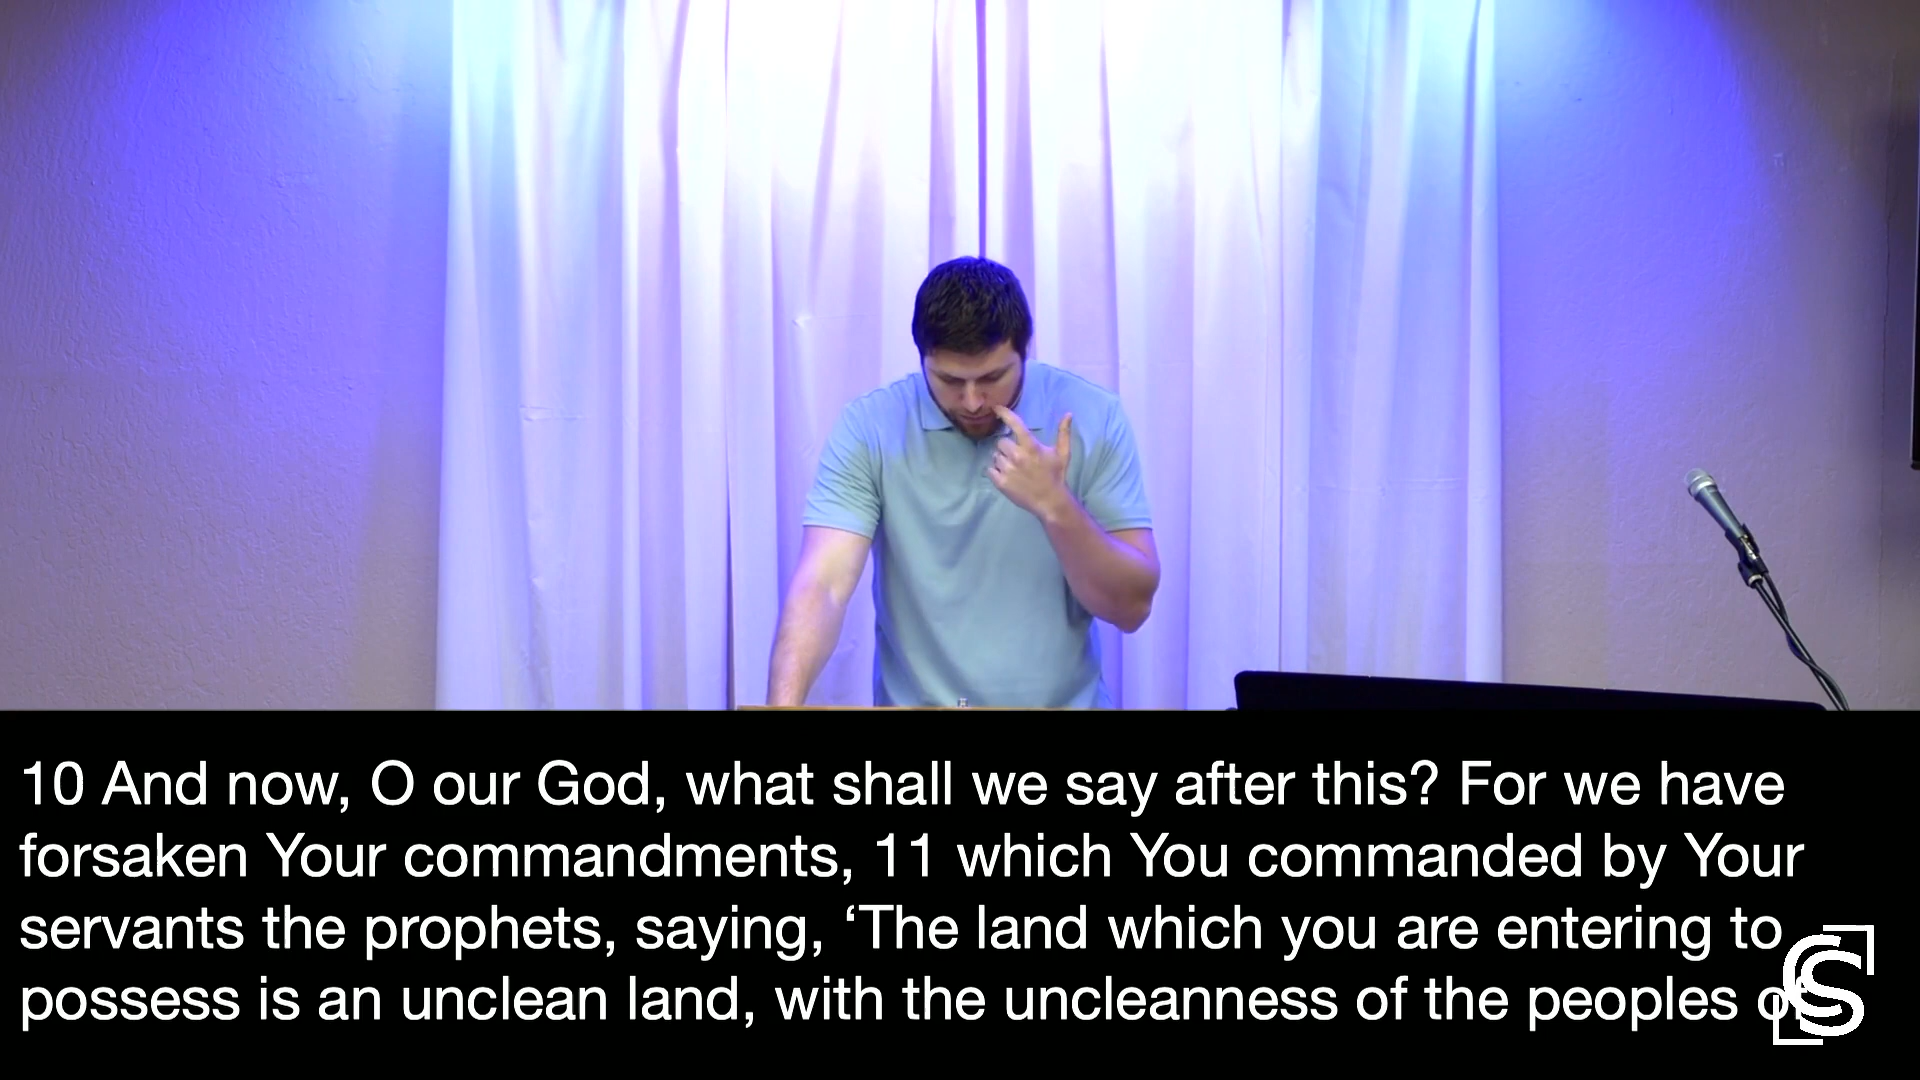 10 And now, O our God, what shall we say after this? For we have
forsaken Your commandments, 11 which You commanded by Your
servants the prophets, saying, ‘The land which you are entering to
possess is an unclean land, with the uncleanness of the peoples of
S